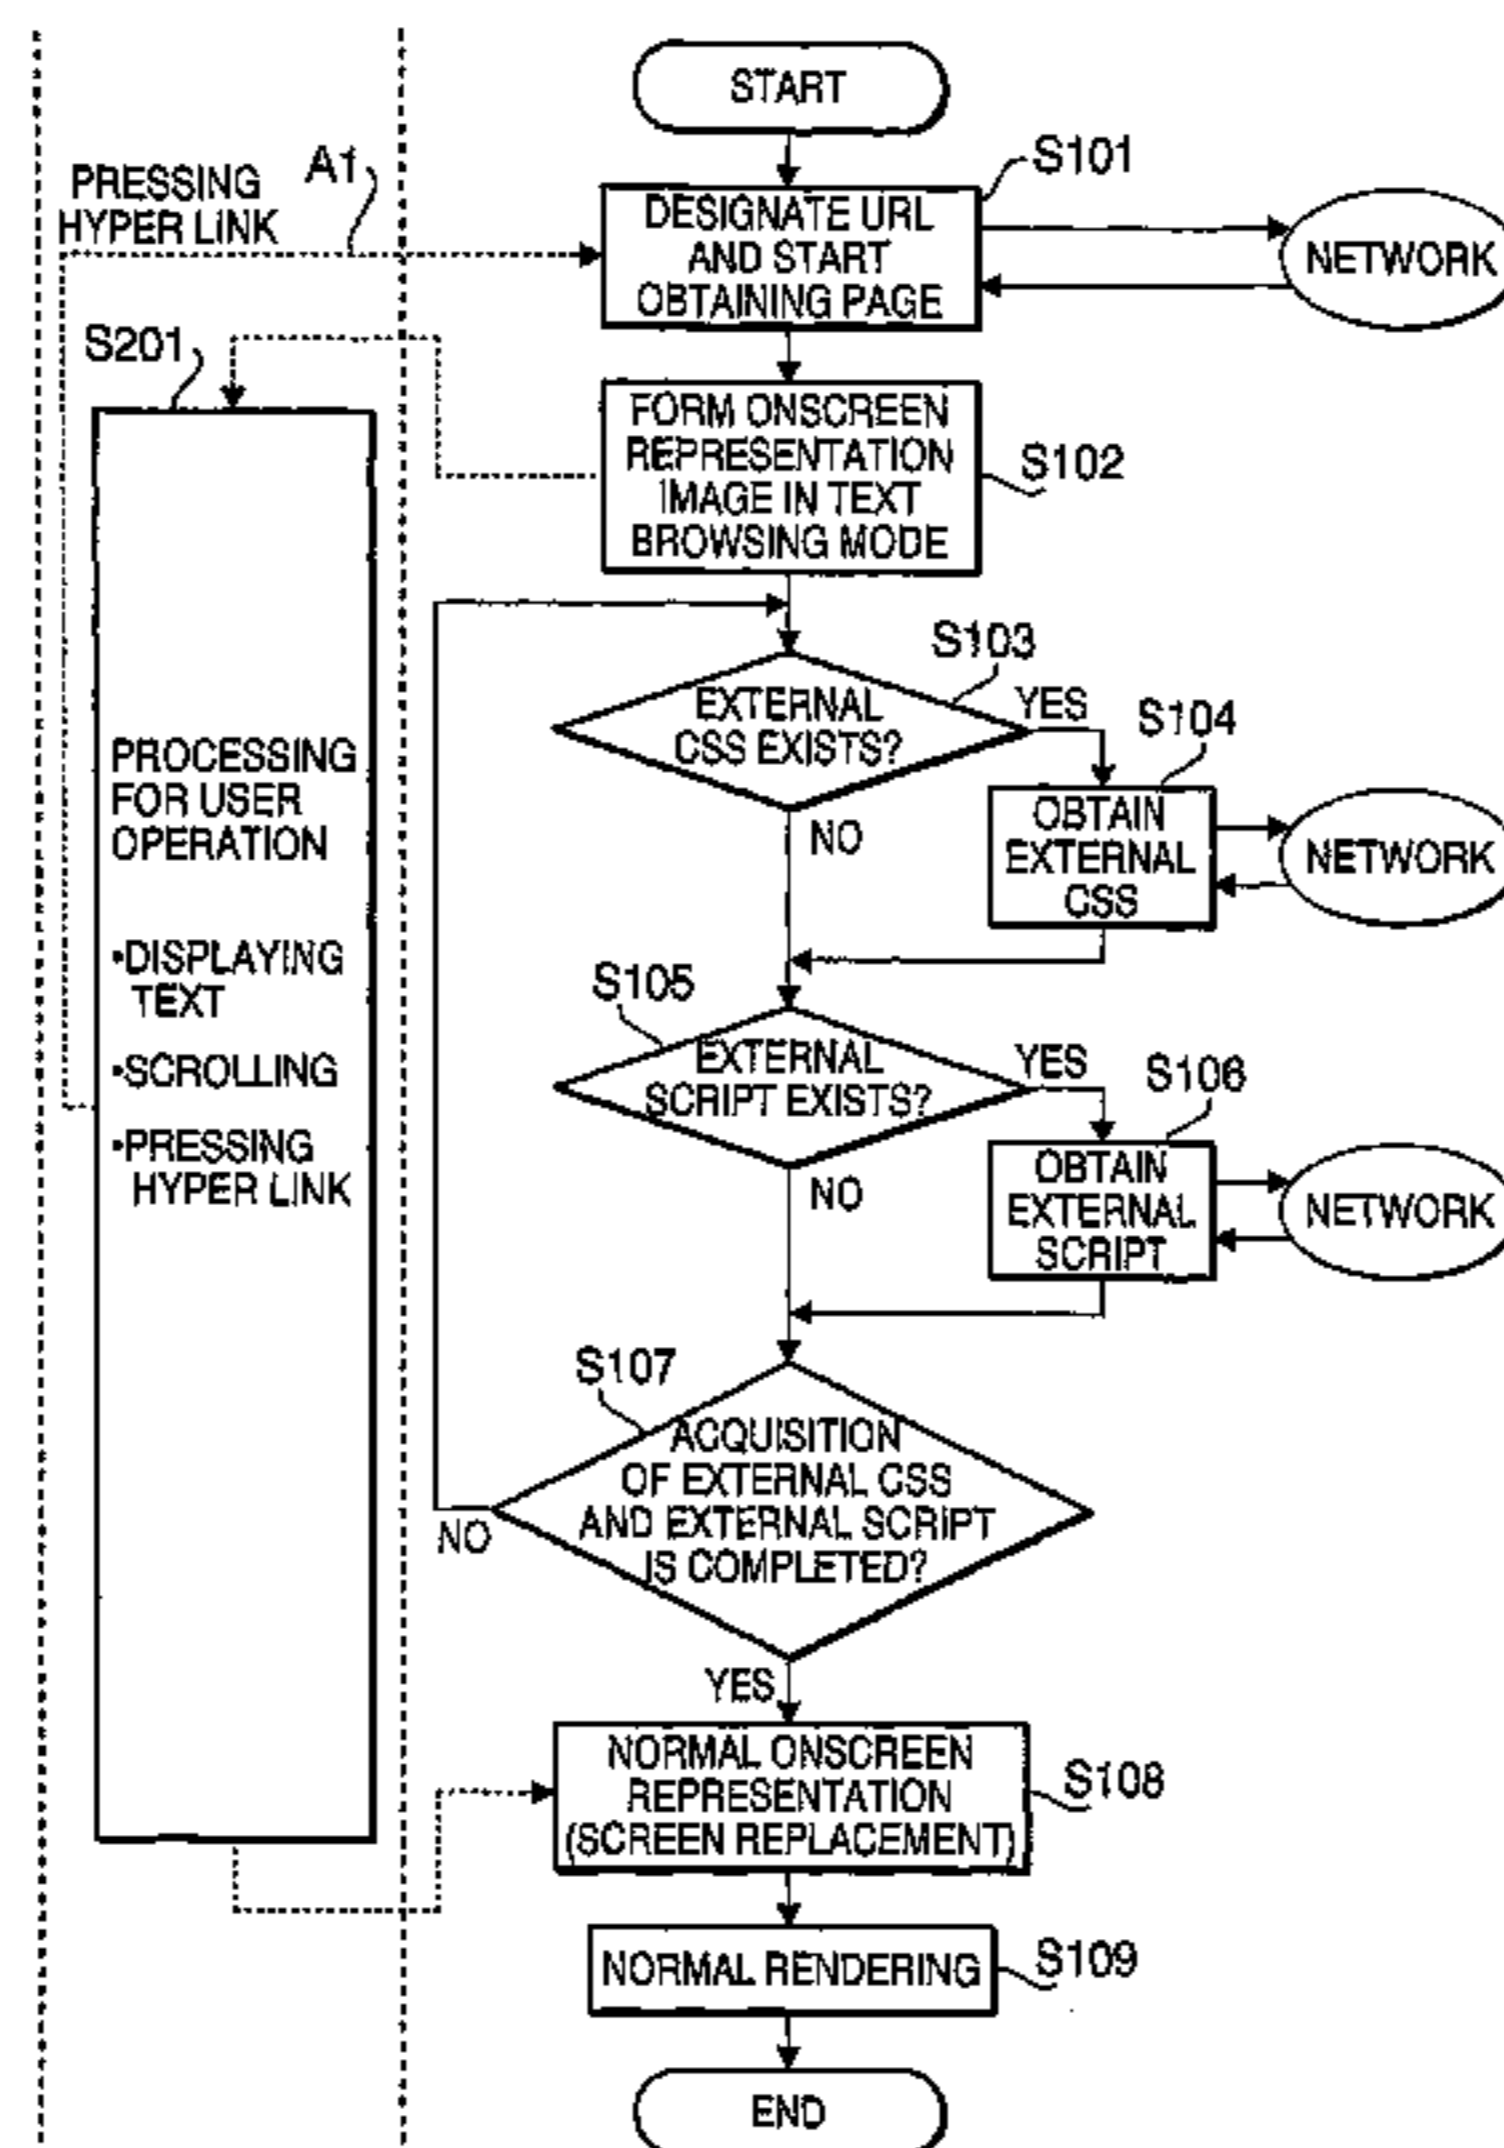 START
PRESSING
HYPER LINK
A1
S101
DESIGNATE URL
AND START
OBTAINING PAGE
NETWORK
S201
FORM ONSCREEN
REPRESENTATION
IMAGE IN TEXT
BROWSING MODE
S102
S103
EXTERNAL
CSS EXISTS?
YES
NO
S104
OBTAIN
EXTERNAL
CSS
NETWORK
PROCESSING
FOR USER
OPERATION
•DISPLAYING
TEXT
•SCROLLING
•PRESSING
HYPER LINK
S105
EXTERNAL
SCRIPT EXISTS?
YES
NO
S106
OBTAIN
EXTERNAL
SCRIPT
NETWORK
S107
ACQUISITION
OF EXTERNAL CSS
AND EXTERNAL SCRIPT
IS COMPLETED?
NO
YES
NORMAL ONSCREEN
REPRESENTATION
(SCREEN REPLACEMENT)
S108
NORMAL RENDERING
S109
END